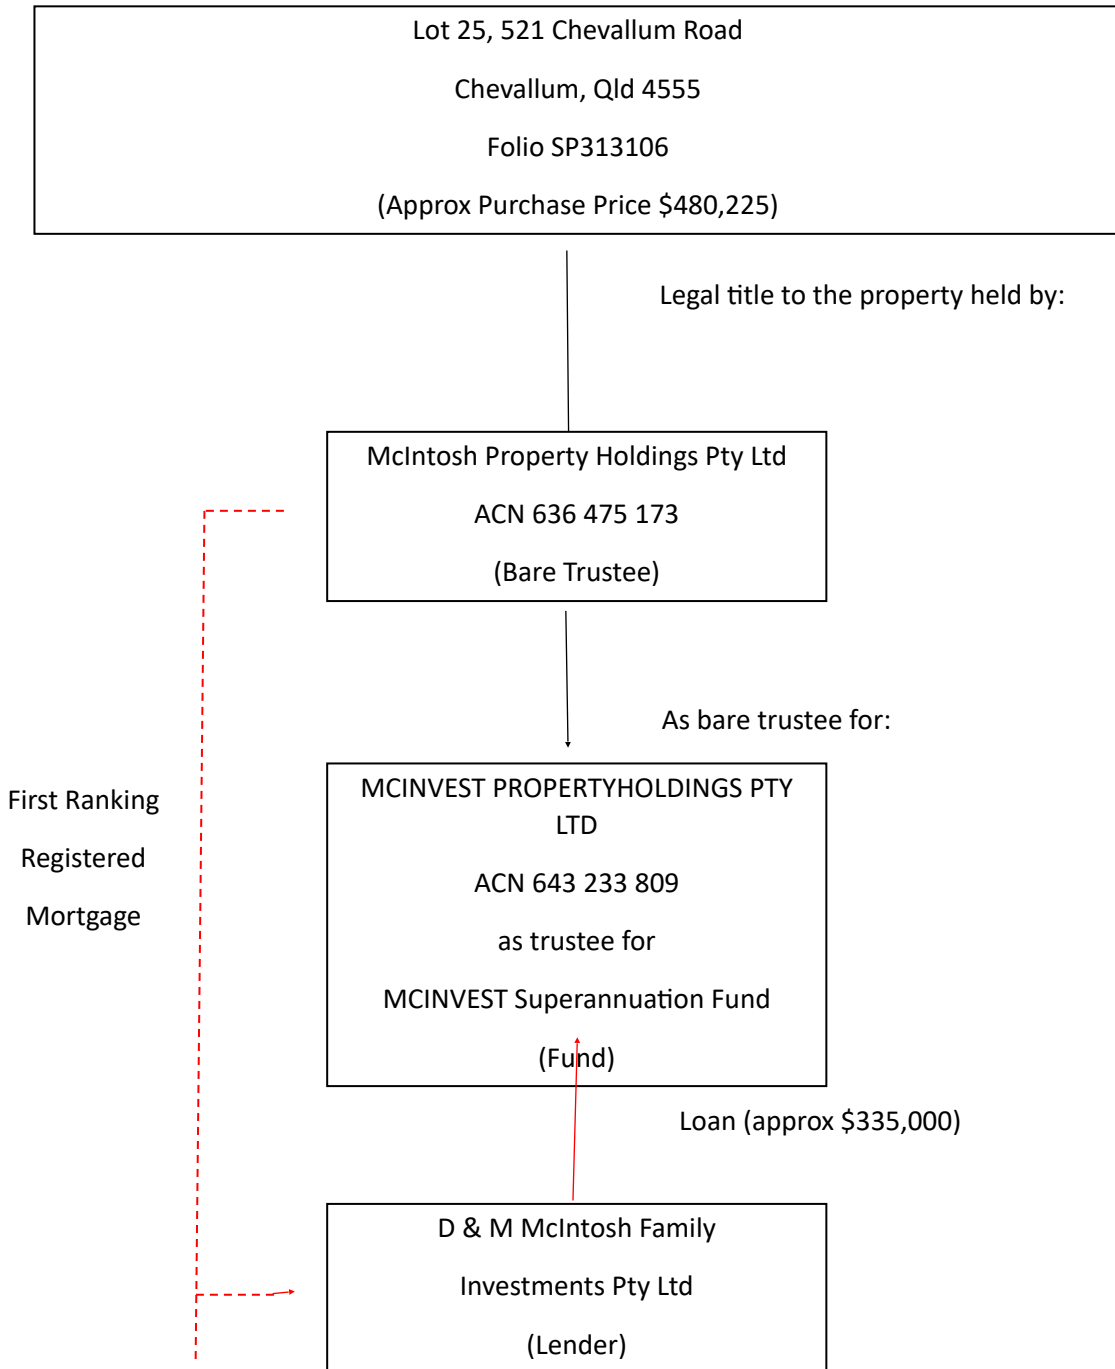 Lot 25, 521 Chevallum Road
Chevallum, Qld 4555
Folio SP313106
(Approx Purchase Price $480,225)
Legal title to the property held by:
McIntosh Property Holdings Pty Ltd
ACN 636 475 173
(Bare Trustee)
As bare trustee for:
First Ranking
Registered
Mortgage
MCINVEST PROPERTYHOLDINGS PTY
LTD
ACN 643 233 809
as trustee for
MCINVEST Superannuation Fund
(Fund)
Loan (approx $335,000)
D & M McIntosh Family
Investments Pty Ltd
(Lender)